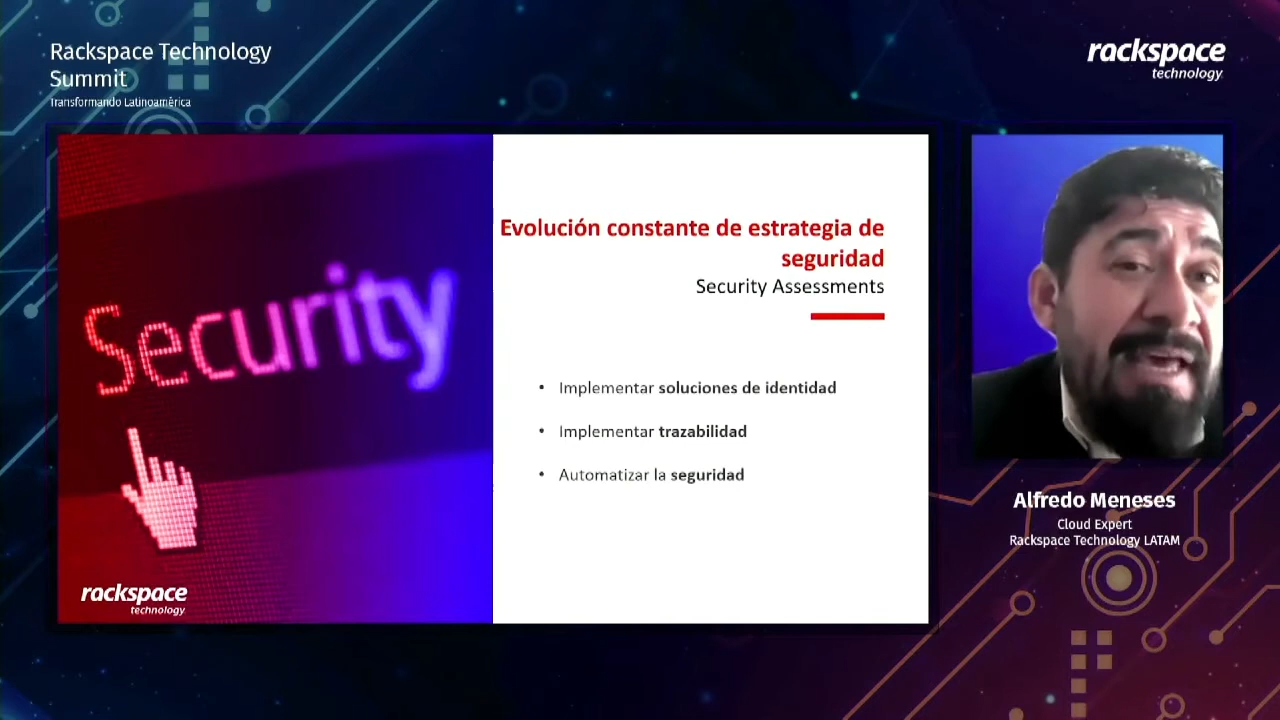 Rackspace Technology
Summit
Transformando Latinoamérica
rackspace
technology
Security
rackspace
technology
Evolución constante de estrategia de
seguridad
Security Assessments
• Implementar soluciones de identidad
• Implementar trazabilidad
• Automatizar la seguridad
Alfredo Meneses
Cloud Expert
Rackspace Technology LATAM